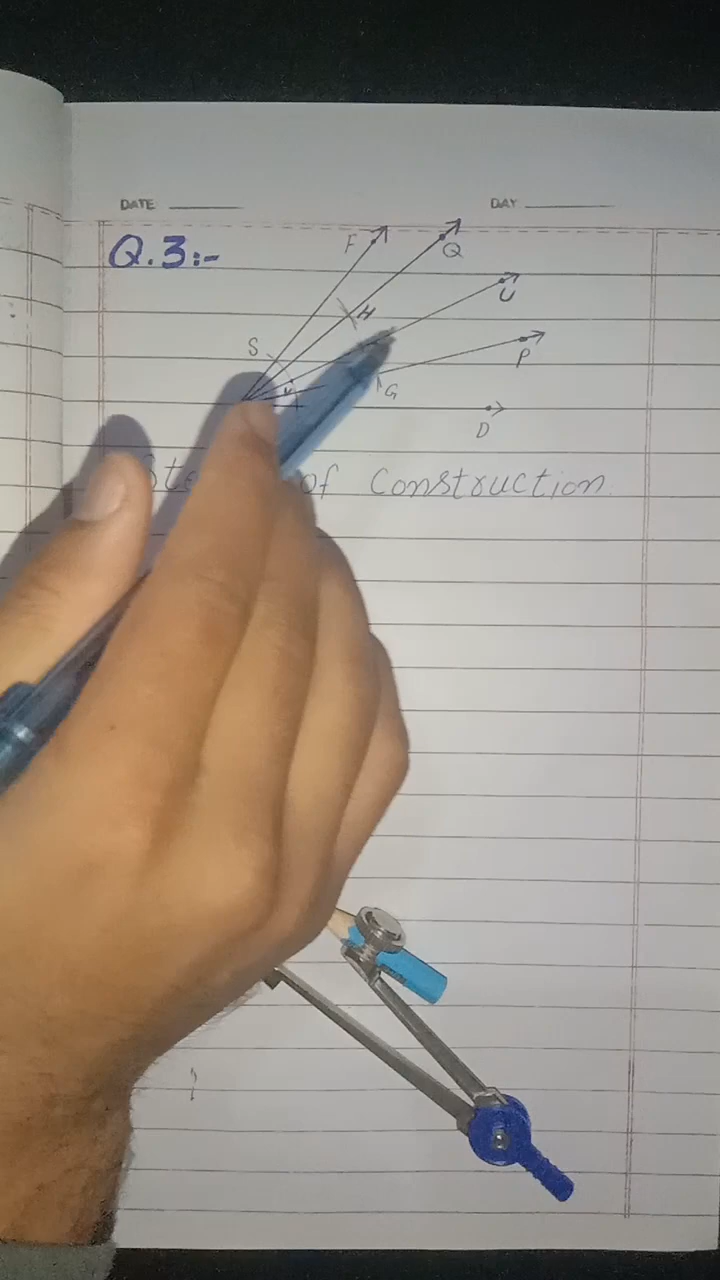 DATE DAY
Q.3:-
F Q
H U
S P
G
D
of Construction